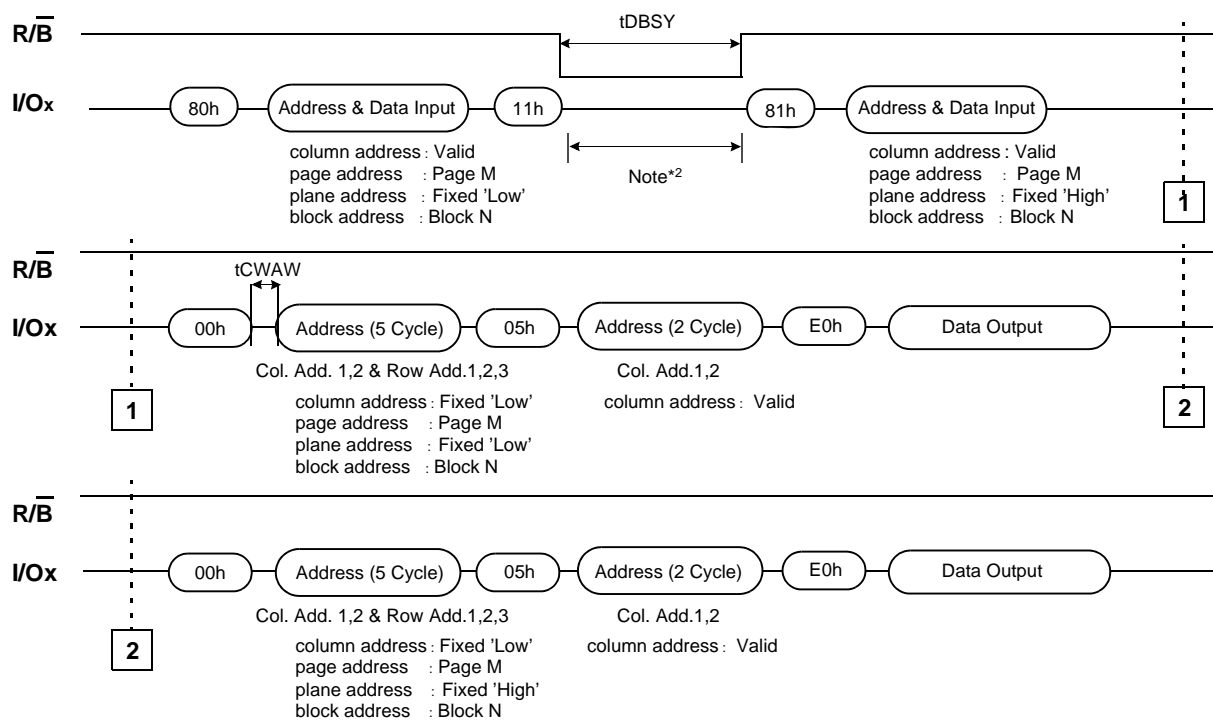 tDBSY
R/B
I/Ox 80h Address & Data Input 11h 81h Address & Data Input
column address : Valid column address : Valid
page address : Page M Note*2 page address : Page M
plane address : Fixed 'Low' plane address : Fixed 'High'
block address : Block N block address : Block N
1
R/B
tCWAW
I/Ox 00h Address (5 Cycle) 05h Address (2 Cycle) E0h Data Output
Col. Add. 1,2 & Row Add.1,2,3 Col. Add.1,2
column address : Fixed 'Low' column address : Valid
page address : Page M
plane address : Fixed 'Low'
block address : Block N
1 2
R/B
I/Ox 00h Address (5 Cycle) 05h Address (2 Cycle) E0h Data Output
Col. Add. 1,2 & Row Add.1,2,3 Col. Add.1,2
column address : Fixed 'Low' column address : Valid
page address : Page M
plane address : Fixed 'High'
block address : Block N
2